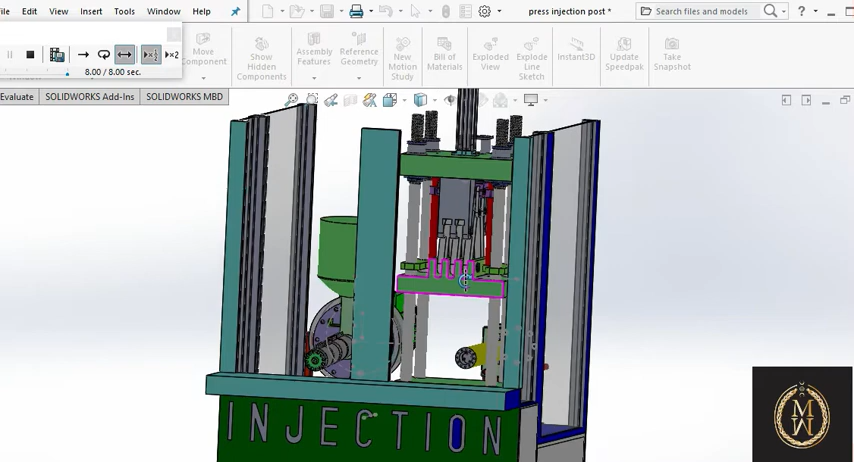 File Edit View Insert Tools Window Help
press injection post *
Search files and models
?
8.00 / 8.00 sec.
Move Component
Show Hidden Components
Assembly Features
Reference Geometry
New Motion Study
Bill of Materials
Exploded View
Explode Line Sketch
Instant3D
Update Speedpak
Take Snapshot
Evaluate SOLIDWORKS Add-Ins SOLIDWORKS MBD
INJECTION
M